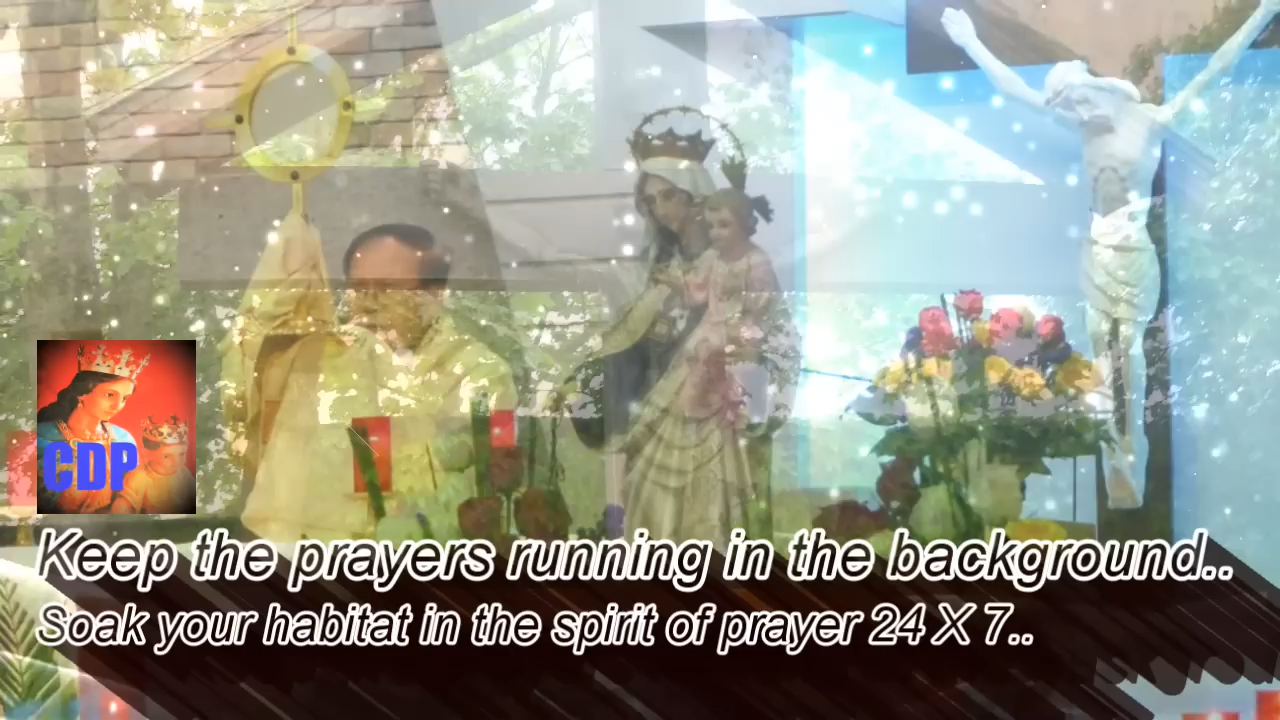 CDP
Keep the prayers running in the background..
Soak your habitat in the spirit of prayer 24 X 7..